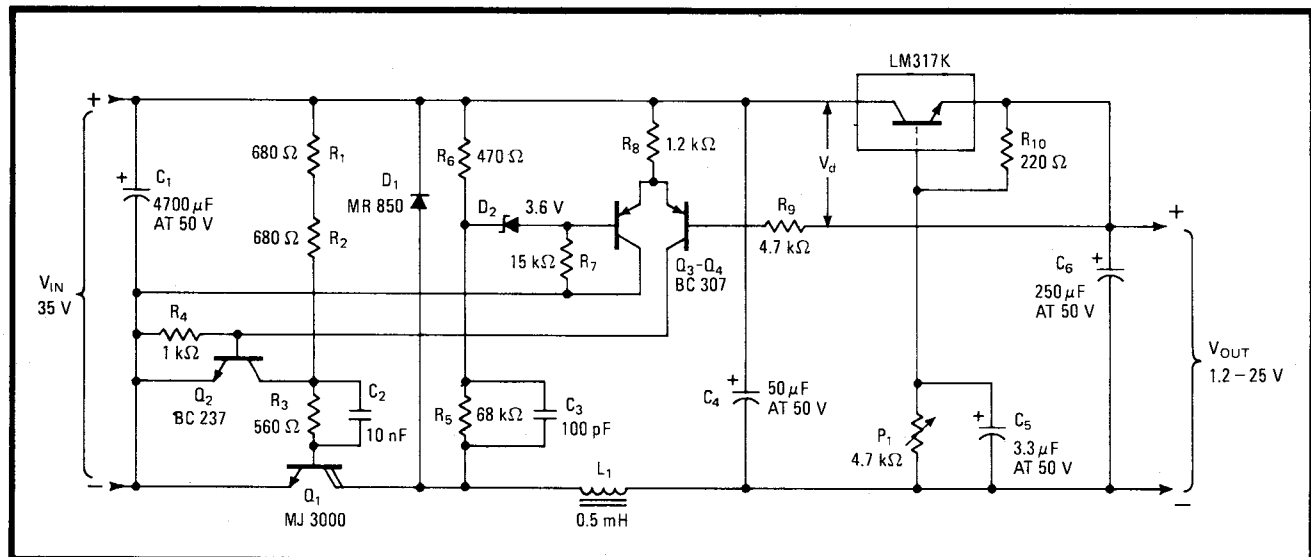 LM317K
+
680 Ω R1
R6 470 Ω
R8 1.2 kΩ
R10
220 Ω
+
C1
4700 µF
AT 50 V
D1
MR 850
Vd
D2 3.6 V
R9
4.7 kΩ
+
680 Ω R2
15 kΩ R7
Q3-Q4
BC 307
+
C6
250 µF
AT 50 V
VIN
35 V
R4
1 kΩ
VOUT
1.2 – 25 V
Q2
BC 237
R3
560 Ω
C2
10 nF
R5 68 kΩ
C3
100 pF
+
C4
50 µF
AT 50 V
P1
4.7 kΩ
+
C5
3.3 µF
AT 50 V
–
Q1
MJ 3000
L1
0.5 mH
–